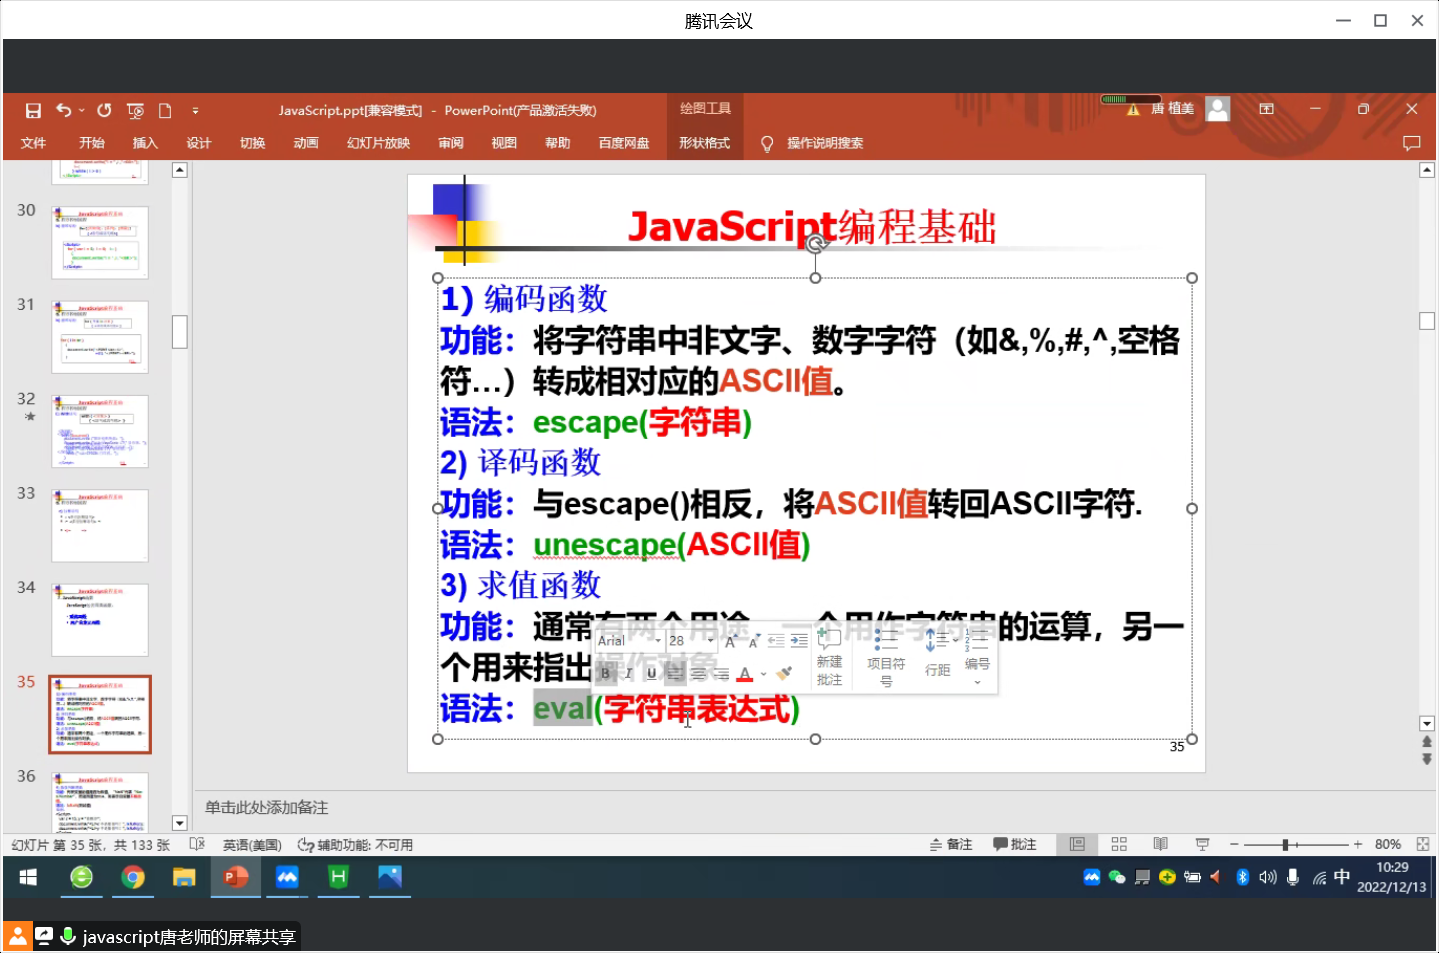 腾讯会议
JavaScript.ppt[兼容模式] - PowerPoint(产品激活失败)
绘图工具
唐 植美
文件 开始 插入 设计 切换 动画 幻灯片放映 审阅 视图 帮助 百度网盘 形状格式 操作说明搜索
30
31
32
33
34
35
36
JavaScript编程基础
1) 编码函数
功能：将字符串中非文字、数字字符（如&,%,#,^,空格
符...）转成相对应的ASCII值。
语法：escape(字符串)
2) 译码函数
功能：与escape()相反，将ASCII值转回ASCII字符.
语法：unescape(ASCII值)
3) 求值函数
功能：通常有两个用途，一个用作字符串的运算，另一
个用来指出操作对象
语法：eval(字符串表达式)
35
Arial 28
B I U A
新建
批注
项目符
号
行距
编号
单击此处添加备注
幻灯片 第 35 张，共 133 张 英语(美国) 辅助功能: 不可用 备注 批注 80%
中
10:29
2022/12/13
javascript唐老师的屏幕共享